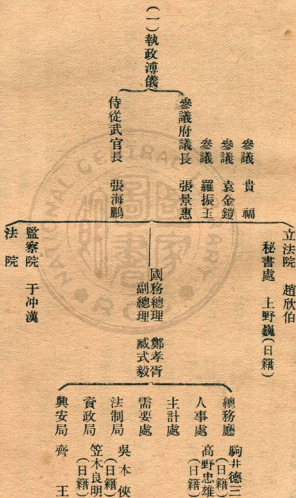 （一）執政溥儀
參議 貴福
參議 袁金鎧
參議 羅振玉
參議府議長 張景惠
侍從武官長 張海鵬
立法院 趙欣伯
秘書處 上野巍(日籍)
國務總理 鄭孝胥
副總理 臧式毅
監察院 于冲漢
法院
總務廳 駒井德三(日籍)
人事處 高野忠雄(日籍)
主計處
需要處
法制局 吳本俠(日籍)
資政局 笠木良明(日籍)
興安局 齊王
NATIONAL CENTRAL